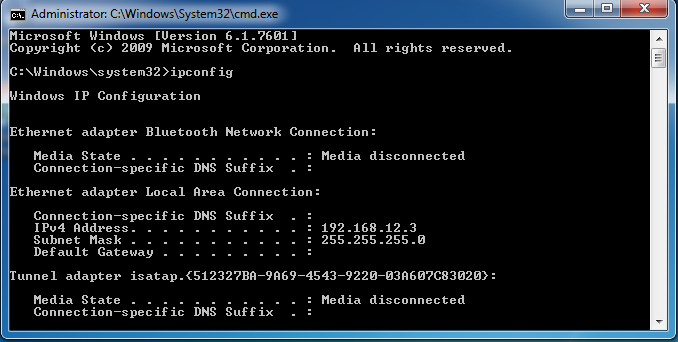 Administrator: C:\Windows\System32\cmd.exe
Microsoft Windows [Version 6.1.7601]
Copyright (c) 2009 Microsoft Corporation.  All rights reserved.
C:\Windows\system32>ipconfig
Windows IP Configuration
Ethernet adapter Bluetooth Network Connection:
   Media State . . . . . . . . . . . : Media disconnected
   Connection-specific DNS Suffix  . :
Ethernet adapter Local Area Connection:
   Connection-specific DNS Suffix  . :
   IPv4 Address. . . . . . . . . . . : 192.168.12.3
   Subnet Mask . . . . . . . . . . . : 255.255.255.0
   Default Gateway . . . . . . . . . :
Tunnel adapter isatap.{512327BA-9A69-4543-9220-03A607C83020}:
   Media State . . . . . . . . . . . : Media disconnected
   Connection-specific DNS Suffix  . :